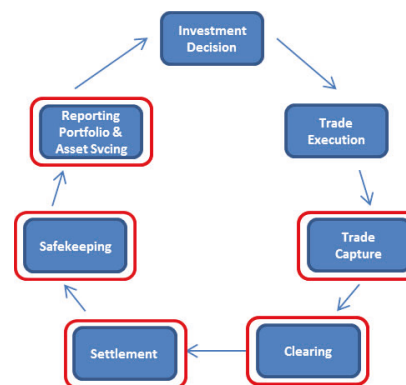 Investment
Decision
Trade
Execution
Trade
Capture
Clearing
Settlement
Safekeeping
Reporting
Portfolio &
Asset Svcing